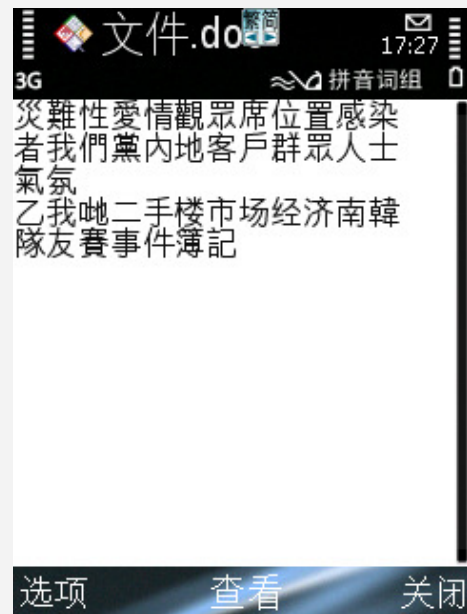 文件.do
繁简
17:27
3G 拼音词组
災難性愛情觀眾席位置感染
者我們黨內地客戶群眾人士
氣氛
乙我哋二手楼市场经济南韓
隊友賽事件簿記
选项 查看 关闭